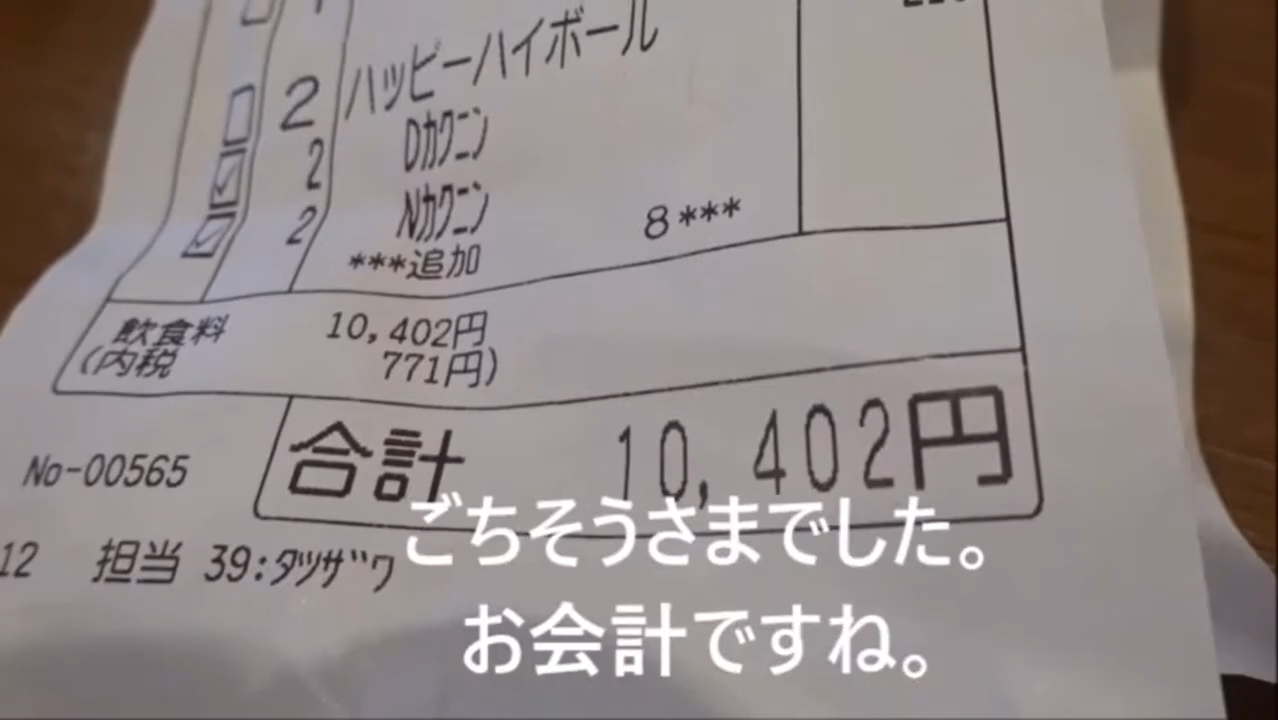 2 ハッピーハイボール
2 Dカクニン
2 Nカクニン
***追加 8***
飲食料 10,402円
(内税 771円)
合計 10,402円
No-00565
12 担当 39:タツザワ
ごちそうさまでした。
お会計ですね。